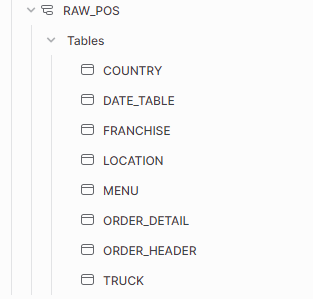 RAW_POS
Tables
COUNTRY
DATE_TABLE
FRANCHISE
LOCATION
MENU
ORDER_DETAIL
ORDER_HEADER
TRUCK